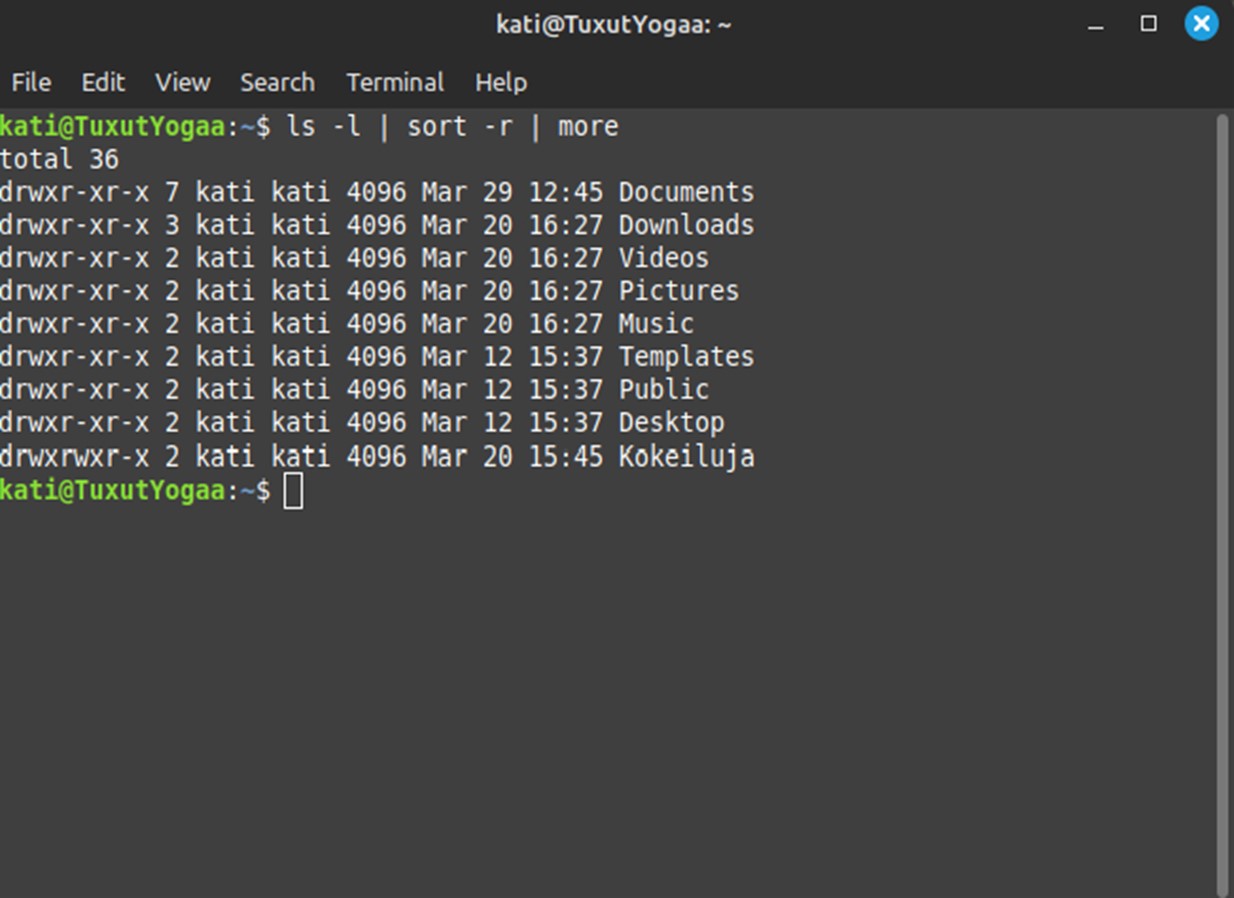 kati@TuxutYogaa: ~
File Edit View Search Terminal Help
kati@TuxutYogaa:~$ ls -l | sort -r | more
total 36
drwxr-xr-x 7 kati kati 4096 Mar 29 12:45 Documents
drwxr-xr-x 3 kati kati 4096 Mar 20 16:27 Downloads
drwxr-xr-x 2 kati kati 4096 Mar 20 16:27 Videos
drwxr-xr-x 2 kati kati 4096 Mar 20 16:27 Pictures
drwxr-xr-x 2 kati kati 4096 Mar 20 16:27 Music
drwxr-xr-x 2 kati kati 4096 Mar 12 15:37 Templates
drwxr-xr-x 2 kati kati 4096 Mar 12 15:37 Public
drwxr-xr-x 2 kati kati 4096 Mar 12 15:37 Desktop
drwxrwxr-x 2 kati kati 4096 Mar 20 15:45 Kokeiluja
kati@TuxutYogaa:~$